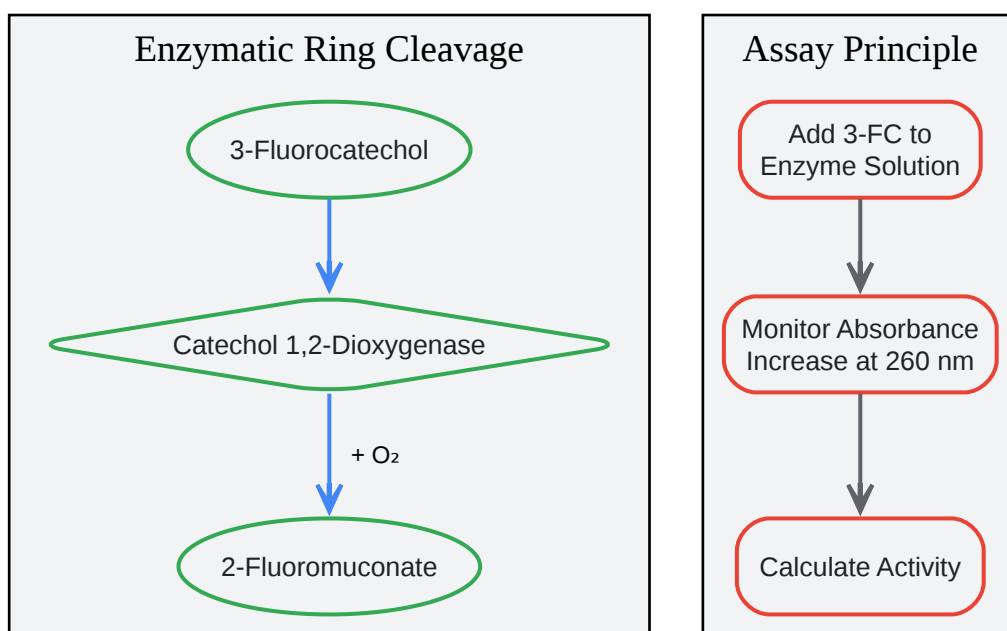 Enzymatic Ring Cleavage
3-Fluorocatechol
Catechol 1,2-Dioxygenase
+ O₂
2-Fluoromuconate
Assay Principle
Add 3-FC to
Enzyme Solution
Monitor Absorbance
Increase at 260 nm
Calculate Activity